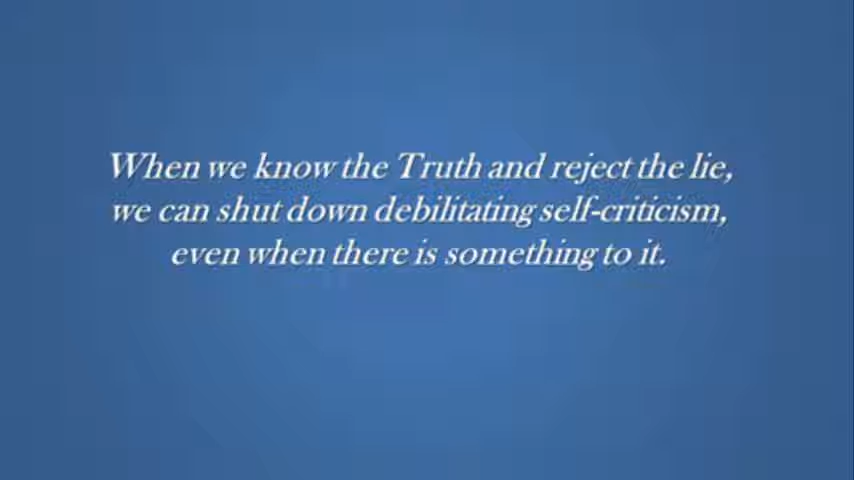 When we know the Truth and reject the lie,
we can shut down debilitating self-criticism,
even when there is something to it.